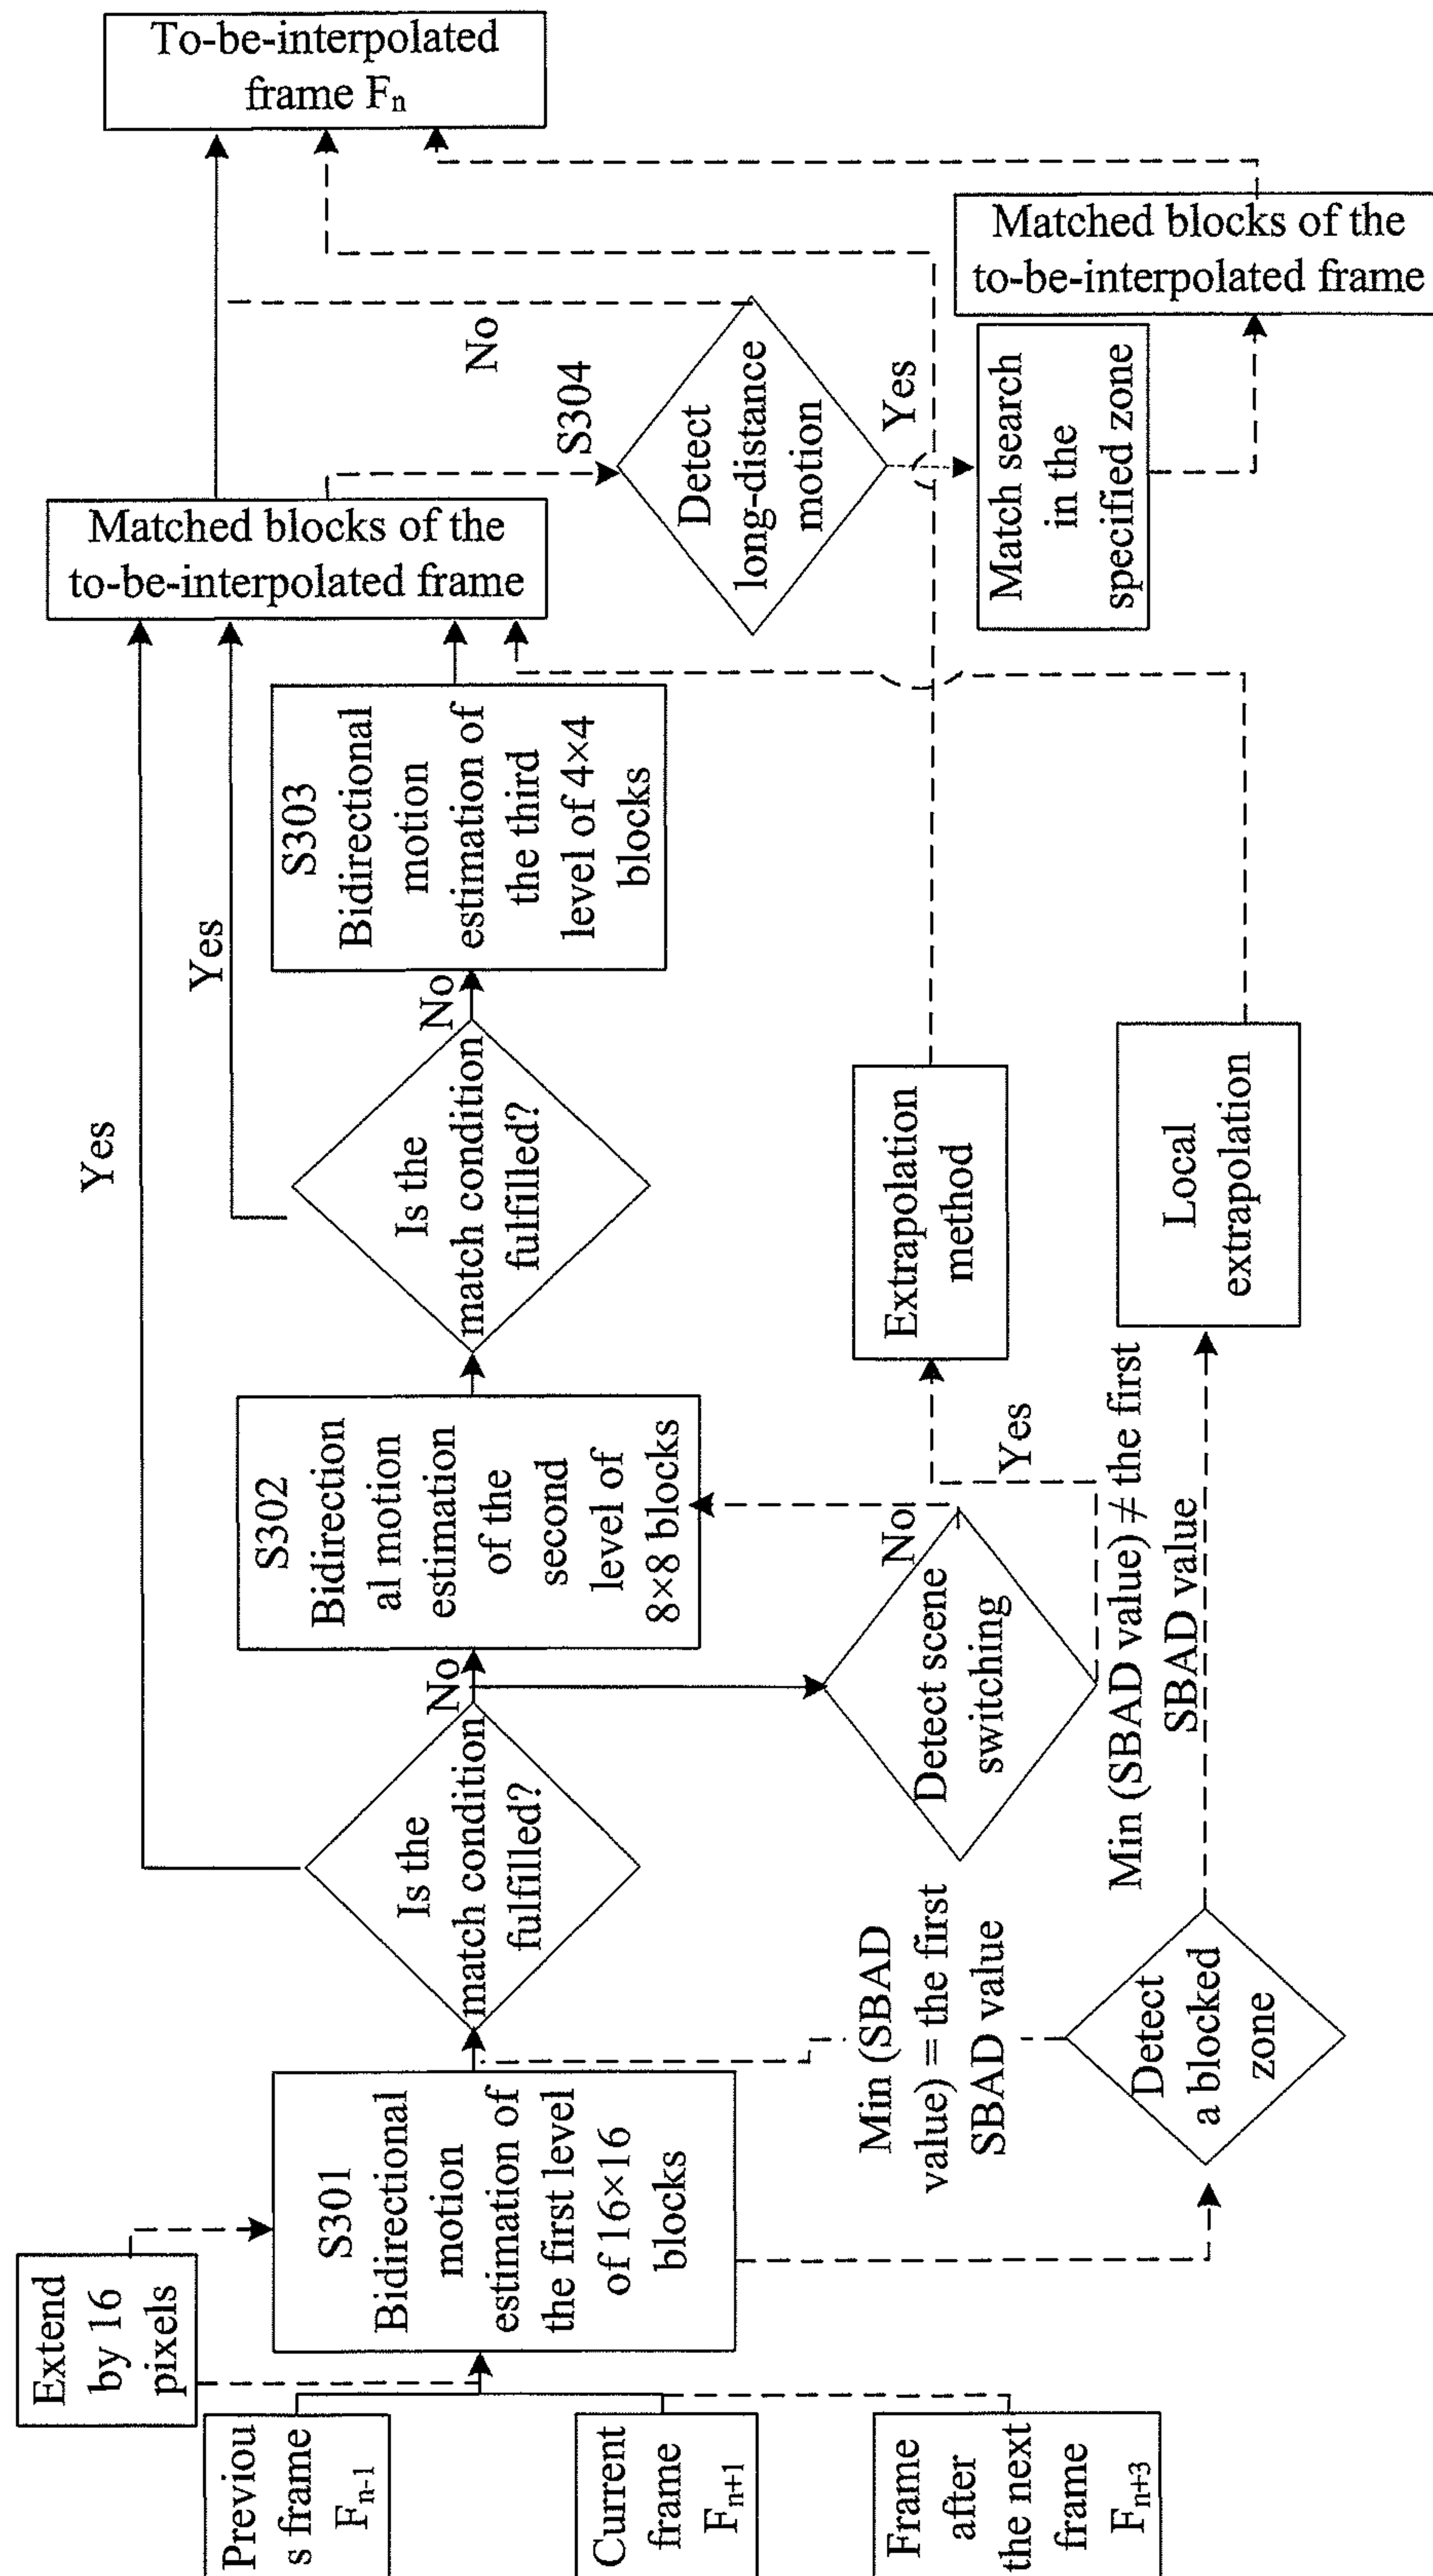 Extend
by 16
pixels
Previou
s frame
Fn-1
Current
frame
Fn+1
Frame
after
the next
frame
Fn+3
S301
Bidirectional
motion
estimation of
the first level
of 16×16
blocks
Is the
match condition
fulfilled?
Yes
No
S302
Bidirection
al motion
estimation
of the
second
level of
8×8 blocks
Is the
match condition
fulfilled?
Yes
No
S303
Bidirectional
motion
estimation of
the third
level of 4×4
blocks
Matched blocks of the
to-be-interpolated frame
To-be-interpolated
frame Fn
No
S304
Detect
long-distance
motion
Yes
Match search
in the
specified zone
Matched blocks of the
to-be-interpolated frame
Detect scene
switching
No
Yes
Extrapolation
method
Min (SBAD
value) = the first
SBAD value
Detect
a blocked
zone
Min (SBAD value) ≠ the first
SBAD value
Local
extrapolation